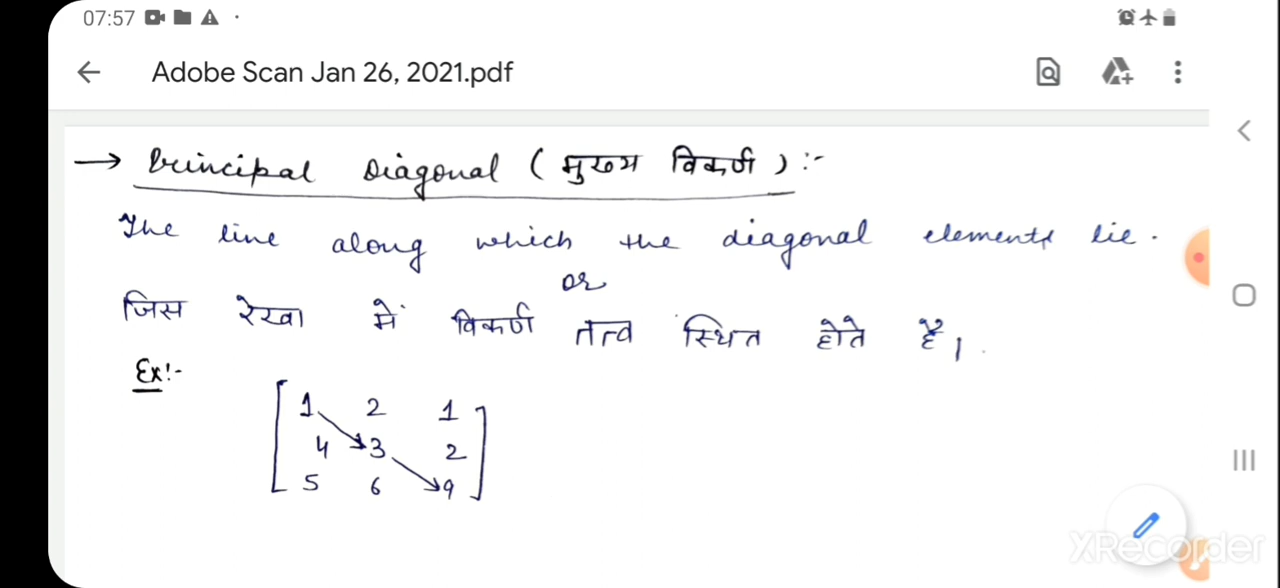 07:57
Adobe Scan Jan 26, 2021.pdf
→ Principal Diagonal (मुख्य विकर्ण) :-
The line along which the diagonal elements lie.
or
जिस रेखा में विकर्ण तत्व स्थित होते हैं।
Ex:-
1 2 1
4 3 2
5 6 9
XRecorder